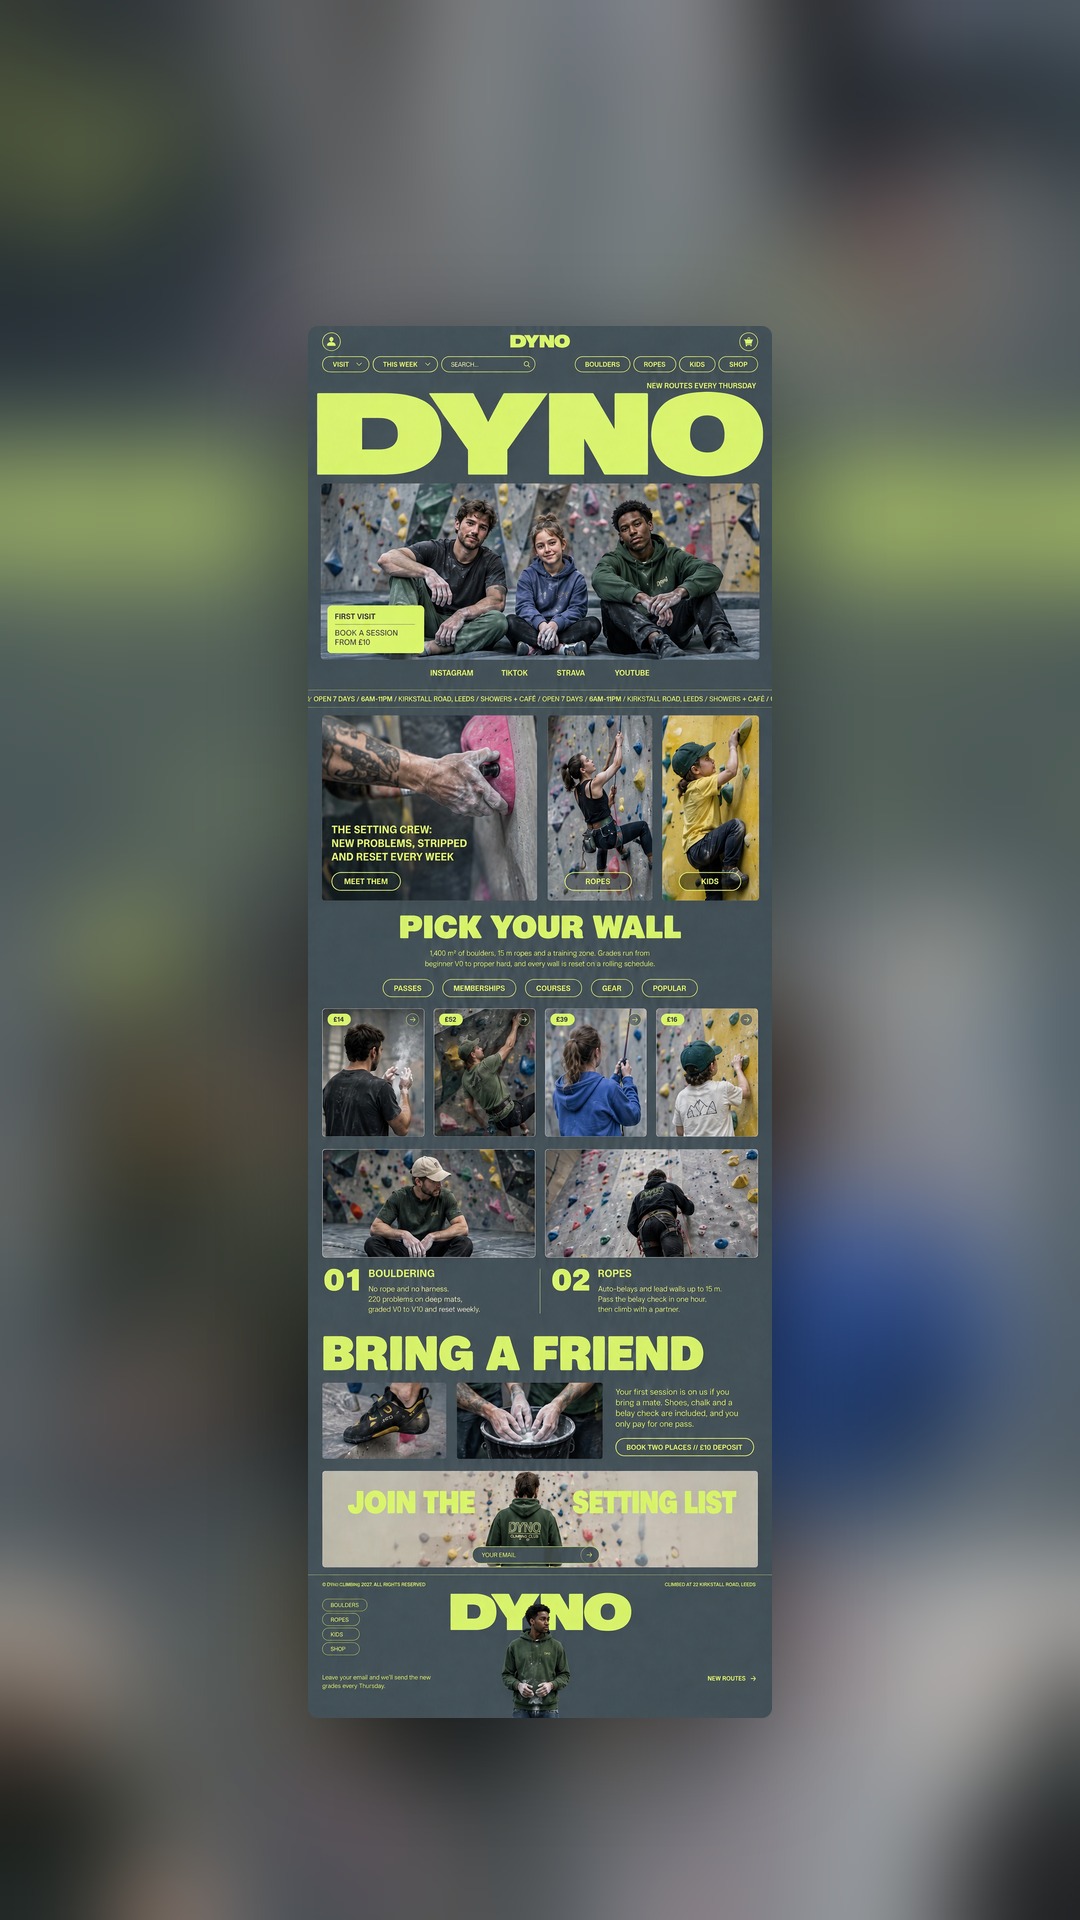 DYNO
VISIT
THIS WEEK
SEARCH...
BOULDERS
ROPES
KIDS
SHOP
NEW ROUTES EVERY THURSDAY
DYNO
FIRST VISIT
BOOK A SESSION
FROM £10
INSTAGRAM
TIKTOK
STRAVA
YOUTUBE
/ OPEN 7 DAYS / 6AM-11PM / KIRKSTALL ROAD, LEEDS / SHOWERS + CAFÉ / OPEN 7 DAYS / 6AM-11PM / KIRKSTALL ROAD, LEEDS / SHOWERS + CAFÉ /
THE SETTING CREW:
NEW PROBLEMS, STRIPPED
AND RESET EVERY WEEK
MEET THEM
ROPES
KIDS
PICK YOUR WALL
1,400 m² of boulders, 15 m ropes and a training zone. Grades run from
beginner V0 to proper hard, and every wall is reset on a rolling schedule.
PASSES
MEMBERSHIPS
COURSES
GEAR
POPULAR
£14
£52
£39
£16
01
BOULDERING
No rope and no harness.
220 problems on deep mats,
graded V0 to V10 and reset weekly.
02
ROPES
Auto-belays and lead walls up to 15 m.
Pass the belay check in one hour,
then climb with a partner.
BRING A FRIEND
Your first session is on us if you
bring a mate. Shoes, chalk and a
belay check are included, and you
only pay for one pass.
BOOK TWO PLACES // £10 DEPOSIT
JOIN THE SETTING LIST
DYNO
CLIMBING CLUB
YOUR EMAIL
© DYNO CLIMBING 2027. ALL RIGHTS RESERVED
CLIMBED AT 22 KIRKSTALL ROAD, LEEDS
BOULDERS
ROPES
KIDS
SHOP
DYNO
Leave your email and we'll send the new
grades every Thursday.
NEW ROUTES